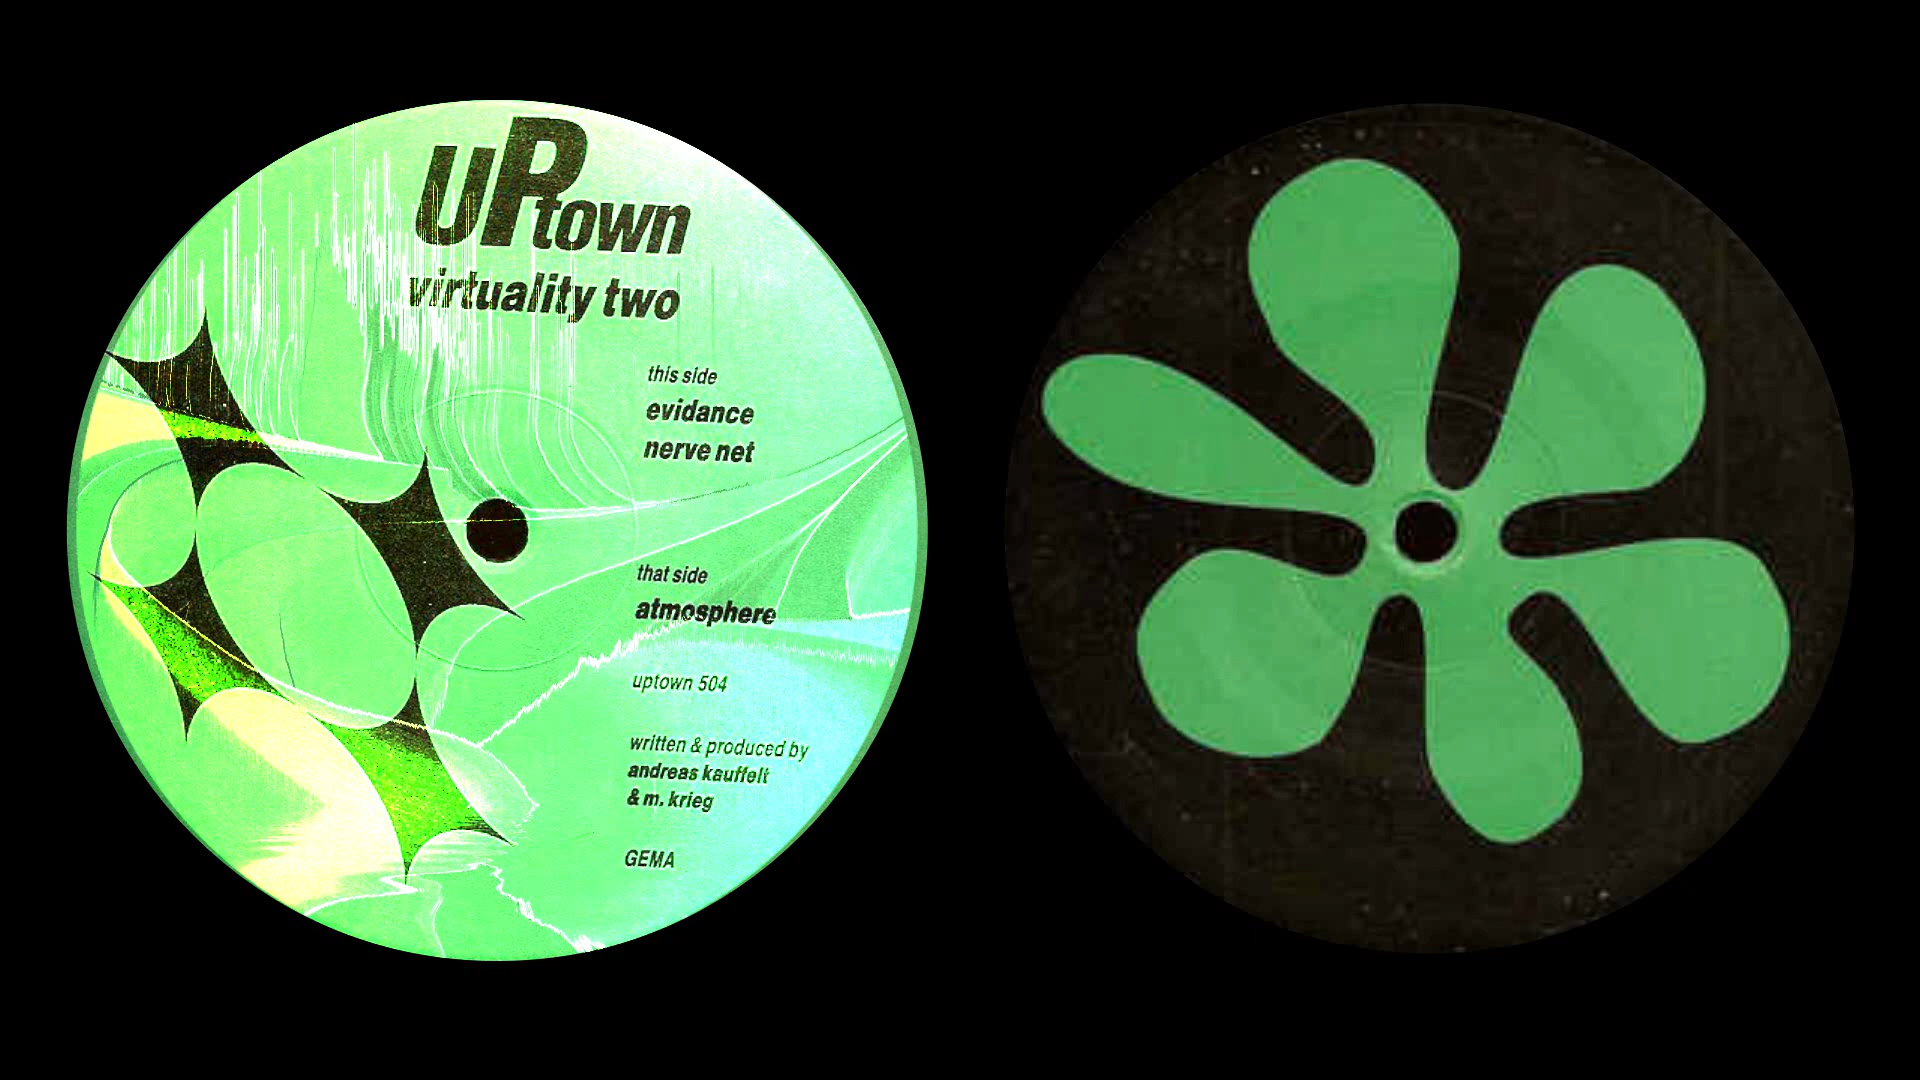 uPtown
virtuality two
this side
evidance
nerve net
that side
atmosphere
uptown 504
written & produced by
andreas kauffelt
& m. krieg
GEMA